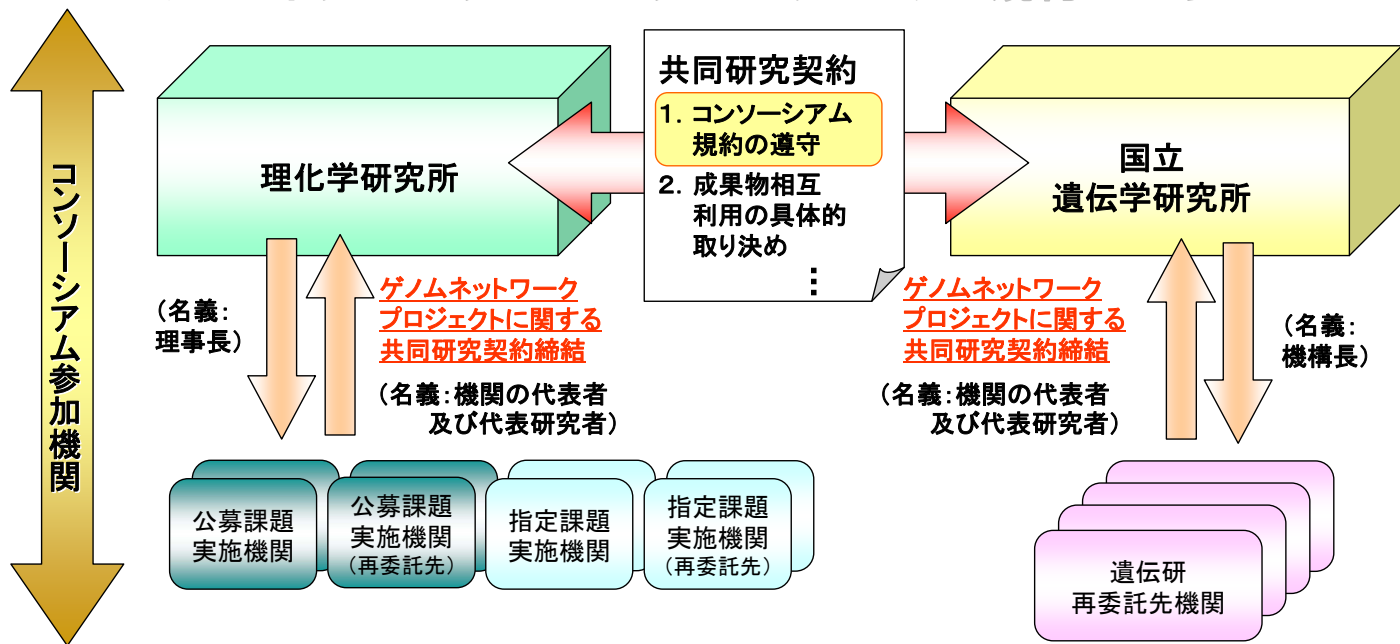 コンソーシアム参加機関
理化学研究所
共同研究契約
1. コンソーシアム
規約の遵守
2. 成果物相互
利用の具体的
取り決め
⋮
国立
遺伝学研究所
(名義:
理事長)
ゲノムネットワーク
プロジェクトに関する
共同研究契約締結
(名義:機関の代表者
及び代表研究者)
ゲノムネットワーク
プロジェクトに関する
共同研究契約締結
(名義:機関の代表者
及び代表研究者)
(名義:
機構長)
公募課題
実施機関
公募課題
実施機関
(再委託先)
指定課題
実施機関
指定課題
実施機関
(再委託先)
遺伝研
再委託先機関